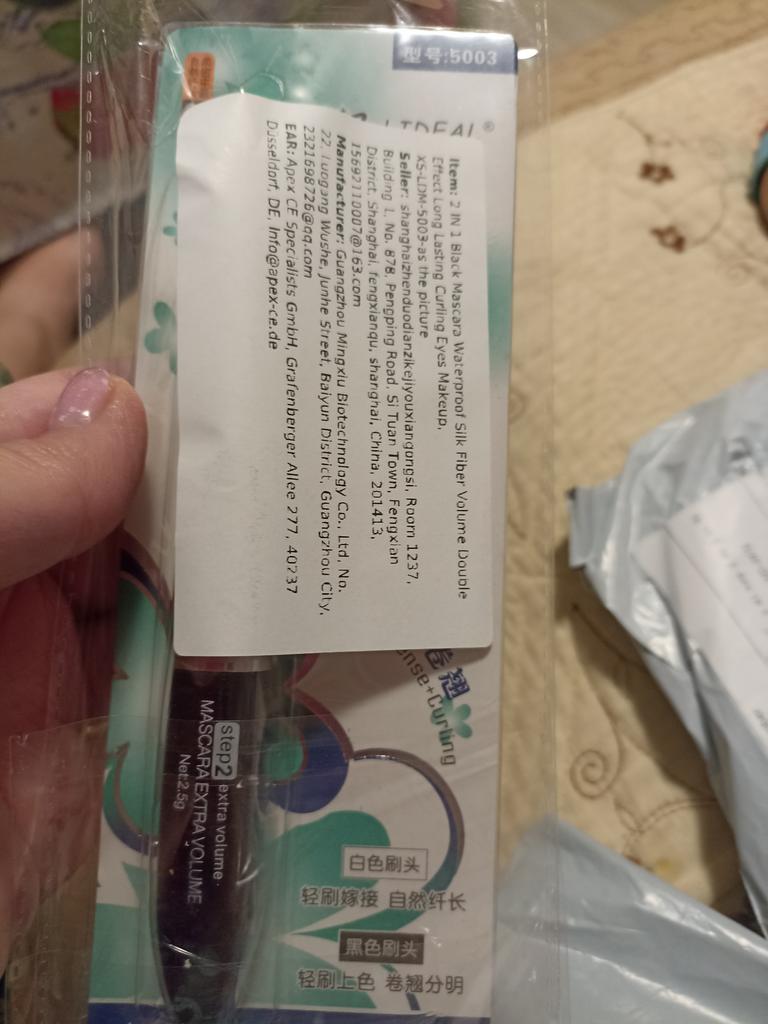 型号:5003
IDEAL®
Item: 2 IN 1 Black Mascara Waterproof Silk Fiber Volume Double
Effect Long Lasting Curling Eyes Makeup,
XS-LDM-5003-as the picture
Seller: shanghaizhenduodianzikejiyouxiangongsi, Room 1237,
Building 1, No. 878, Pengping Road, Si Tuan Town, Fengxian
District, Shanghai, fengxianqu, shanghai, China, 201413,
15692110007@163.com
Manufacturer: Guangzhou Mingxiu Biotechnology Co., Ltd, No.
22, Luogang Wushe, Junhe Street, Baiyun District, Guangzhou City,
2321698726@qq.com
EAR: Apex CE Specialists GmbH, Grafenberger Allee 277, 40237
Düsseldorf, DE, Info@apex-ce.de
卷翘
ense+Curling
step2 extra volume
MASCARA EXTRA VOLUME
Net:2.5g
白色刷头
轻刷嫁接 自然纤长
黑色刷头
轻刷上色 卷翘分明